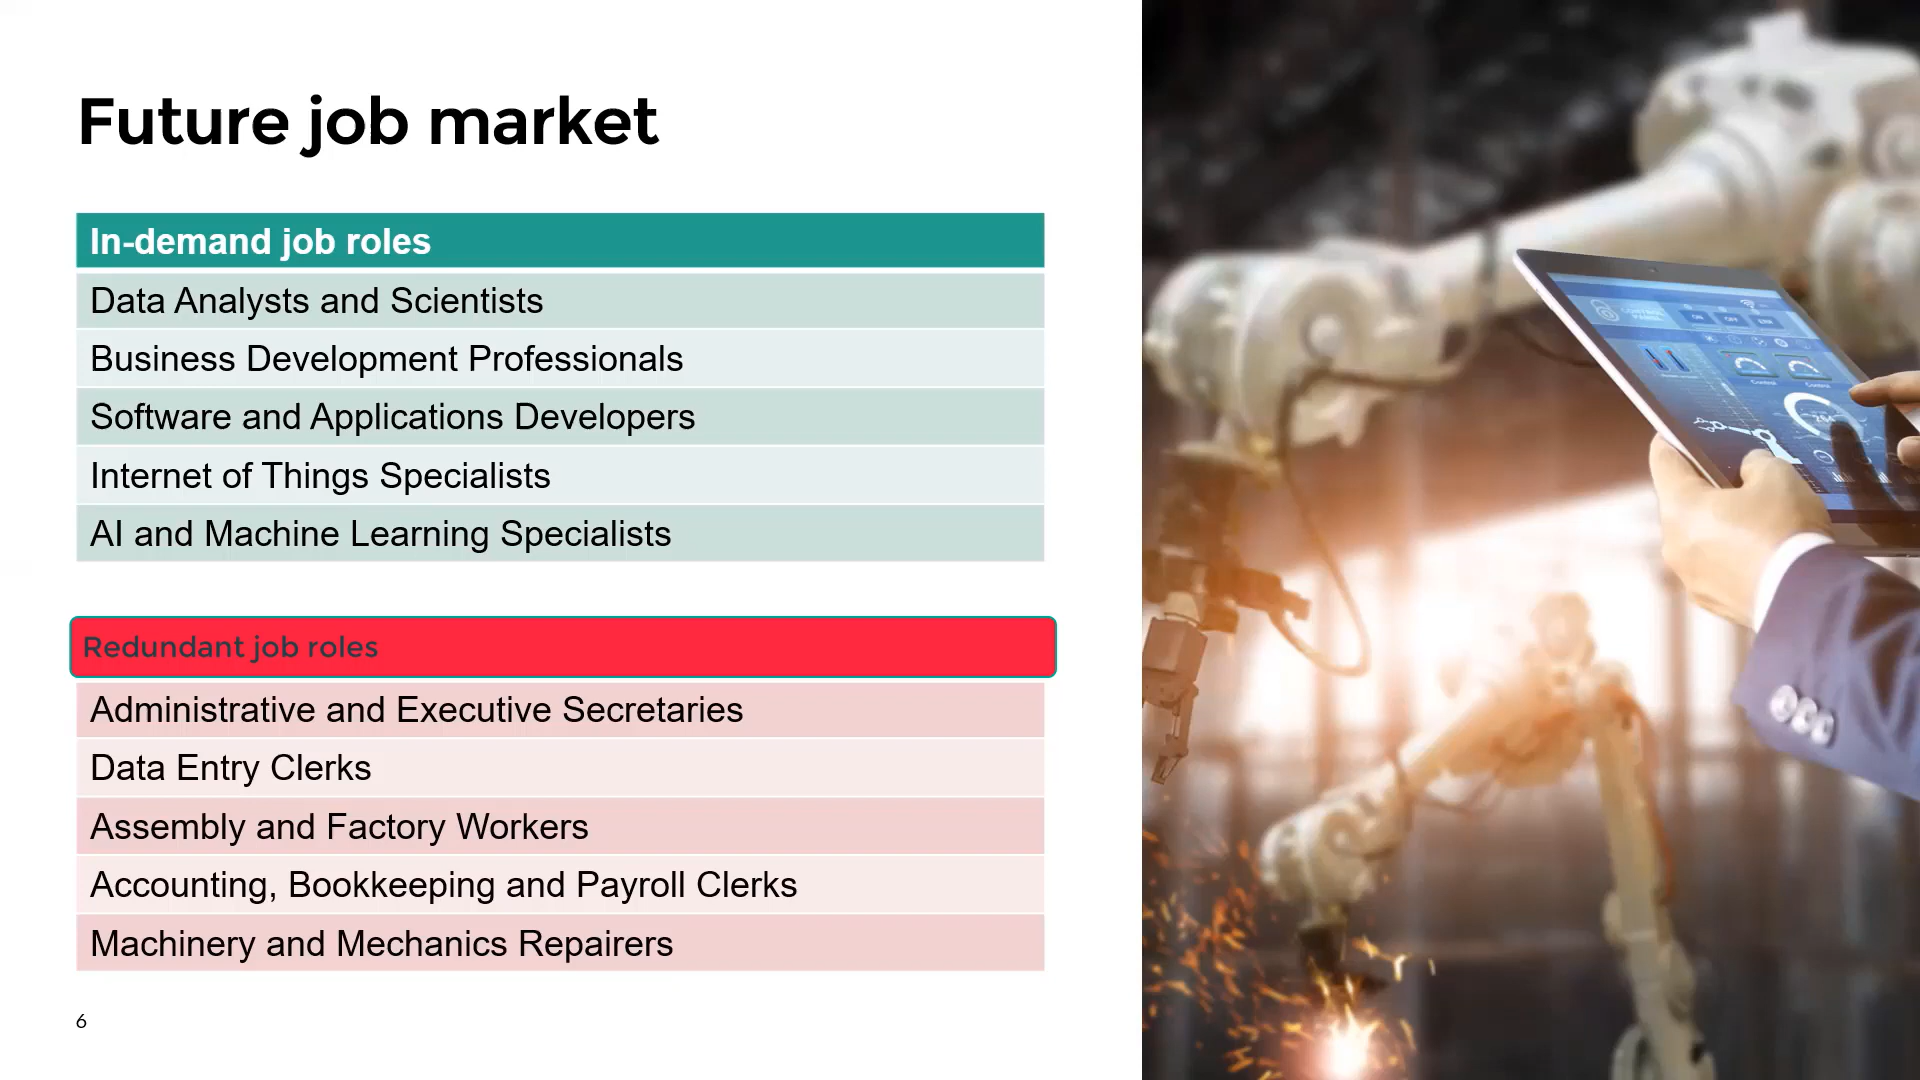 Future job market
In-demand job roles
Data Analysts and Scientists
Business Development Professionals
Software and Applications Developers
Internet of Things Specialists
AI and Machine Learning Specialists
Redundant job roles
Administrative and Executive Secretaries
Data Entry Clerks
Assembly and Factory Workers
Accounting, Bookkeeping and Payroll Clerks
Machinery and Mechanics Repairers
6